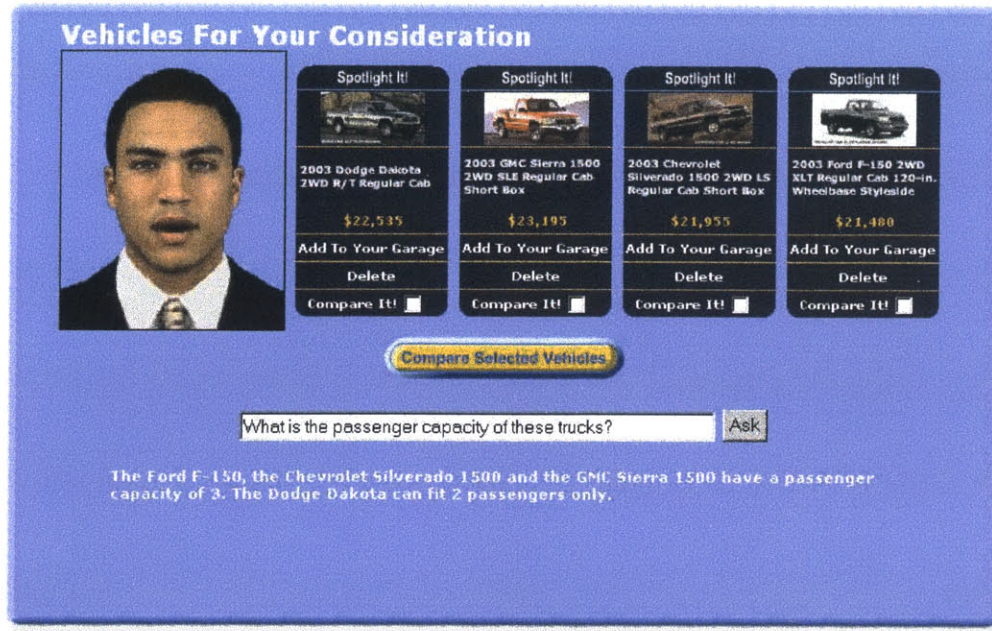 Vehicles For Your Consideration
Spotlight It!
2003 Dodge Dakota
2WD R/T Regular Cab
$22,535
Add To Your Garage
Delete
Compare It!
Spotlight It!
2003 GMC Sierra 1500
2WD SLE Regular Cab
Short Box
$23,195
Add To Your Garage
Delete
Compare It!
Spotlight It!
2003 Chevrolet
Silverado 1500 2WD LS
Regular Cab Short Box
$21,955
Add To Your Garage
Delete
Compare It!
Spotlight It!
2003 Ford F-150 2WD
XLT Regular Cab 120-in.
Wheelbase Styleside
$21,480
Add To Your Garage
Delete
Compare It!
Compare Selected Vehicles
What is the passenger capacity of these trucks?
Ask
The Ford F-150, the Chevrolet Silverado 1500 and the GMC Sierra 1500 have a passenger
capacity of 3. The Dodge Dakota can fit 2 passengers only.